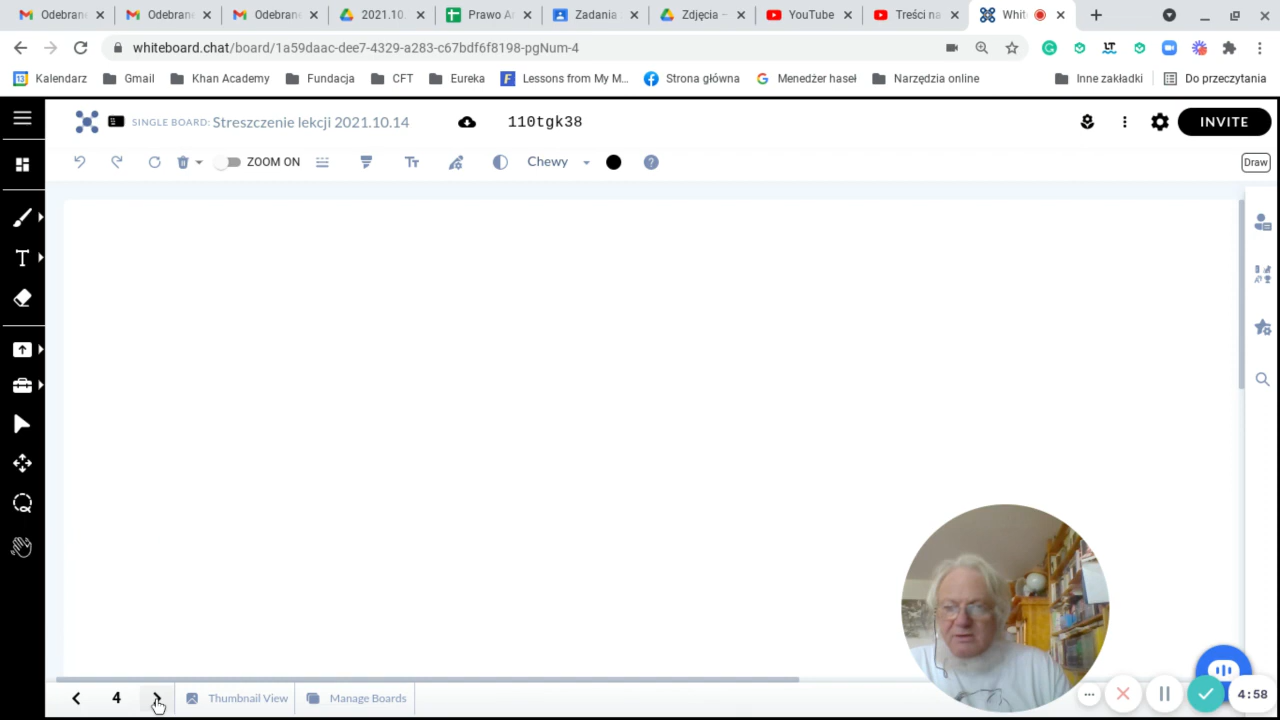 Odebrane
Odebrane
Odebrane
2021.10.
Prawo Ar
Zadania
Zdjęcia –
YouTube
Treści na
Whit
whiteboard.chat/board/1a59daac-dee7-4329-a283-c67bdf6f8198-pgNum-4
Kalendarz
Gmail
Khan Academy
Fundacja
CFT
Eureka
Lessons from My M...
Strona główna
Menedżer haseł
Narzędzia online
Inne zakładki
Do przeczytania
SINGLE BOARD: Streszczenie lekcji 2021.10.14
110tgk38
INVITE
ZOOM ON
Chewy
Draw
4
Thumbnail View
Manage Boards
4:58